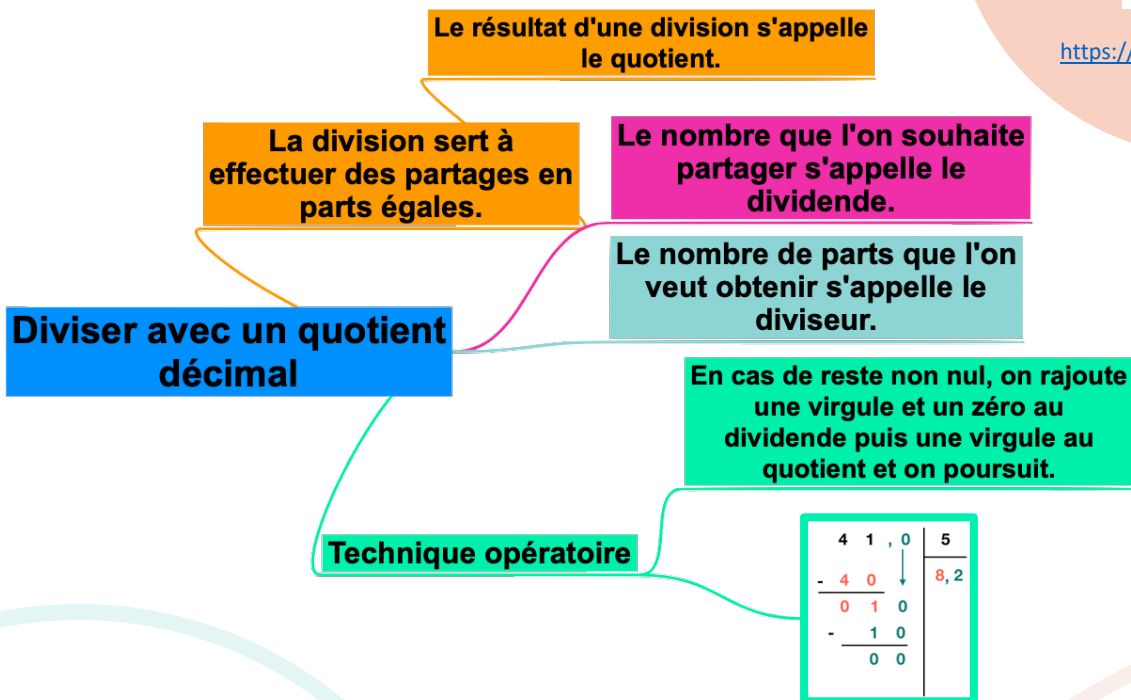 Le résultat d'une division s'appelle
le quotient.
https://
La division sert à
effectuer des partages en
parts égales.
Le nombre que l'on souhaite
partager s'appelle le
dividende.
Le nombre de parts que l'on
veut obtenir s'appelle le
diviseur.
Diviser avec un quotient
décimal
En cas de reste non nul, on rajoute
une virgule et un zéro au
dividende puis une virgule au
quotient et on poursuit.
Technique opératoire
4 1 , 0 5
- 4 0 8, 2
0 1 0
- 1 0
0 0